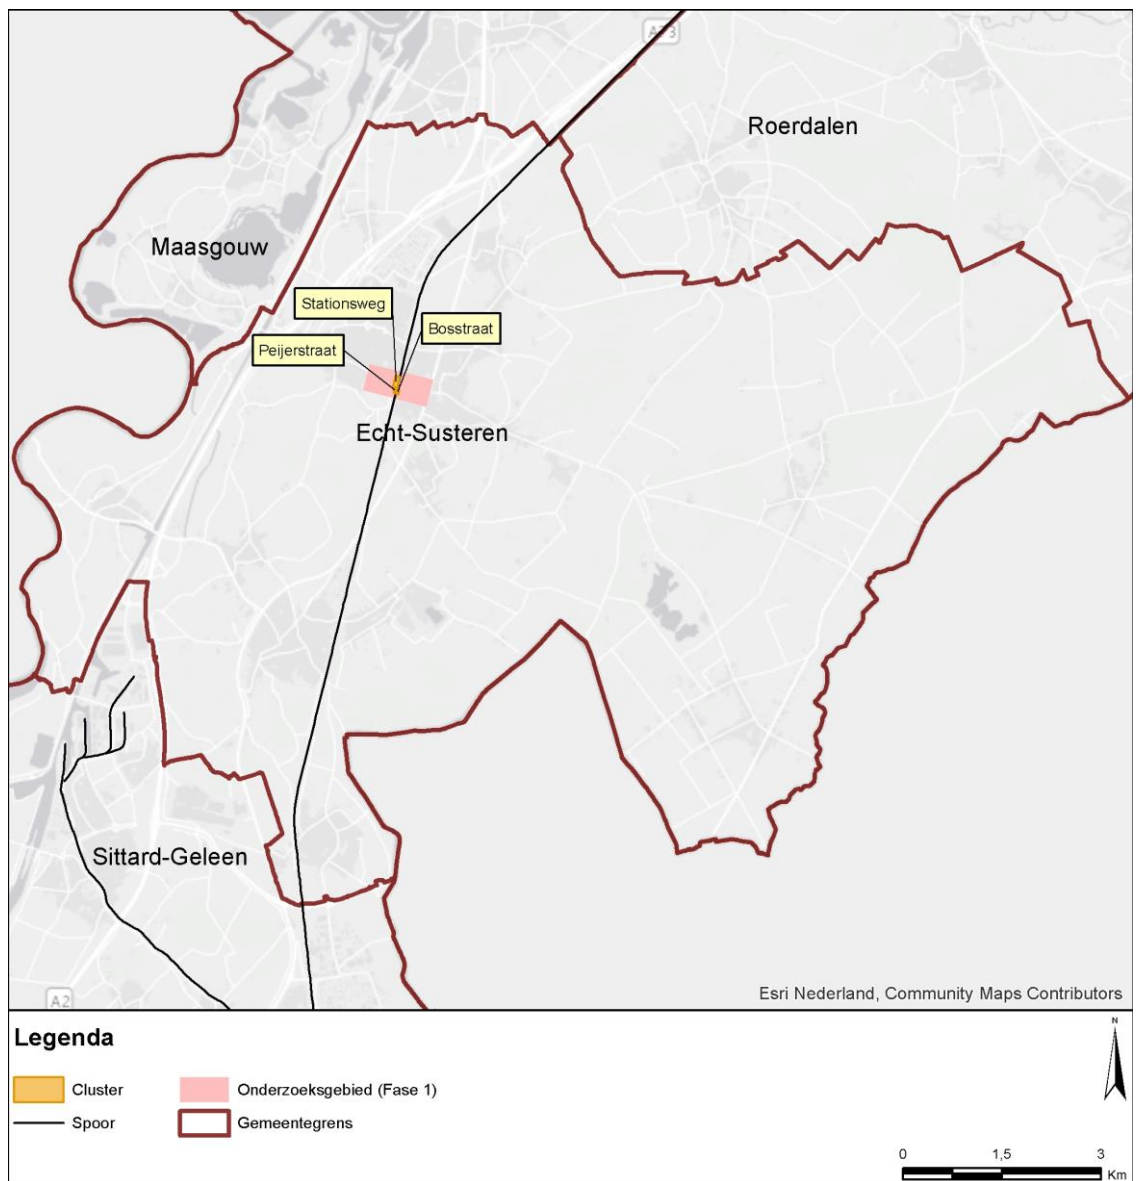 A73
Roerdalen
Maasgouw
Stationsweg
Bosstraat
Peijerstraat
Echt-Susteren
Sittard-Geleen
A2
Esri Nederland, Community Maps Contributors
Legenda
N
Cluster
Onderzoeksgebied (Fase 1)
Spoor
Gemeentegrens
0 1,5 3
Km